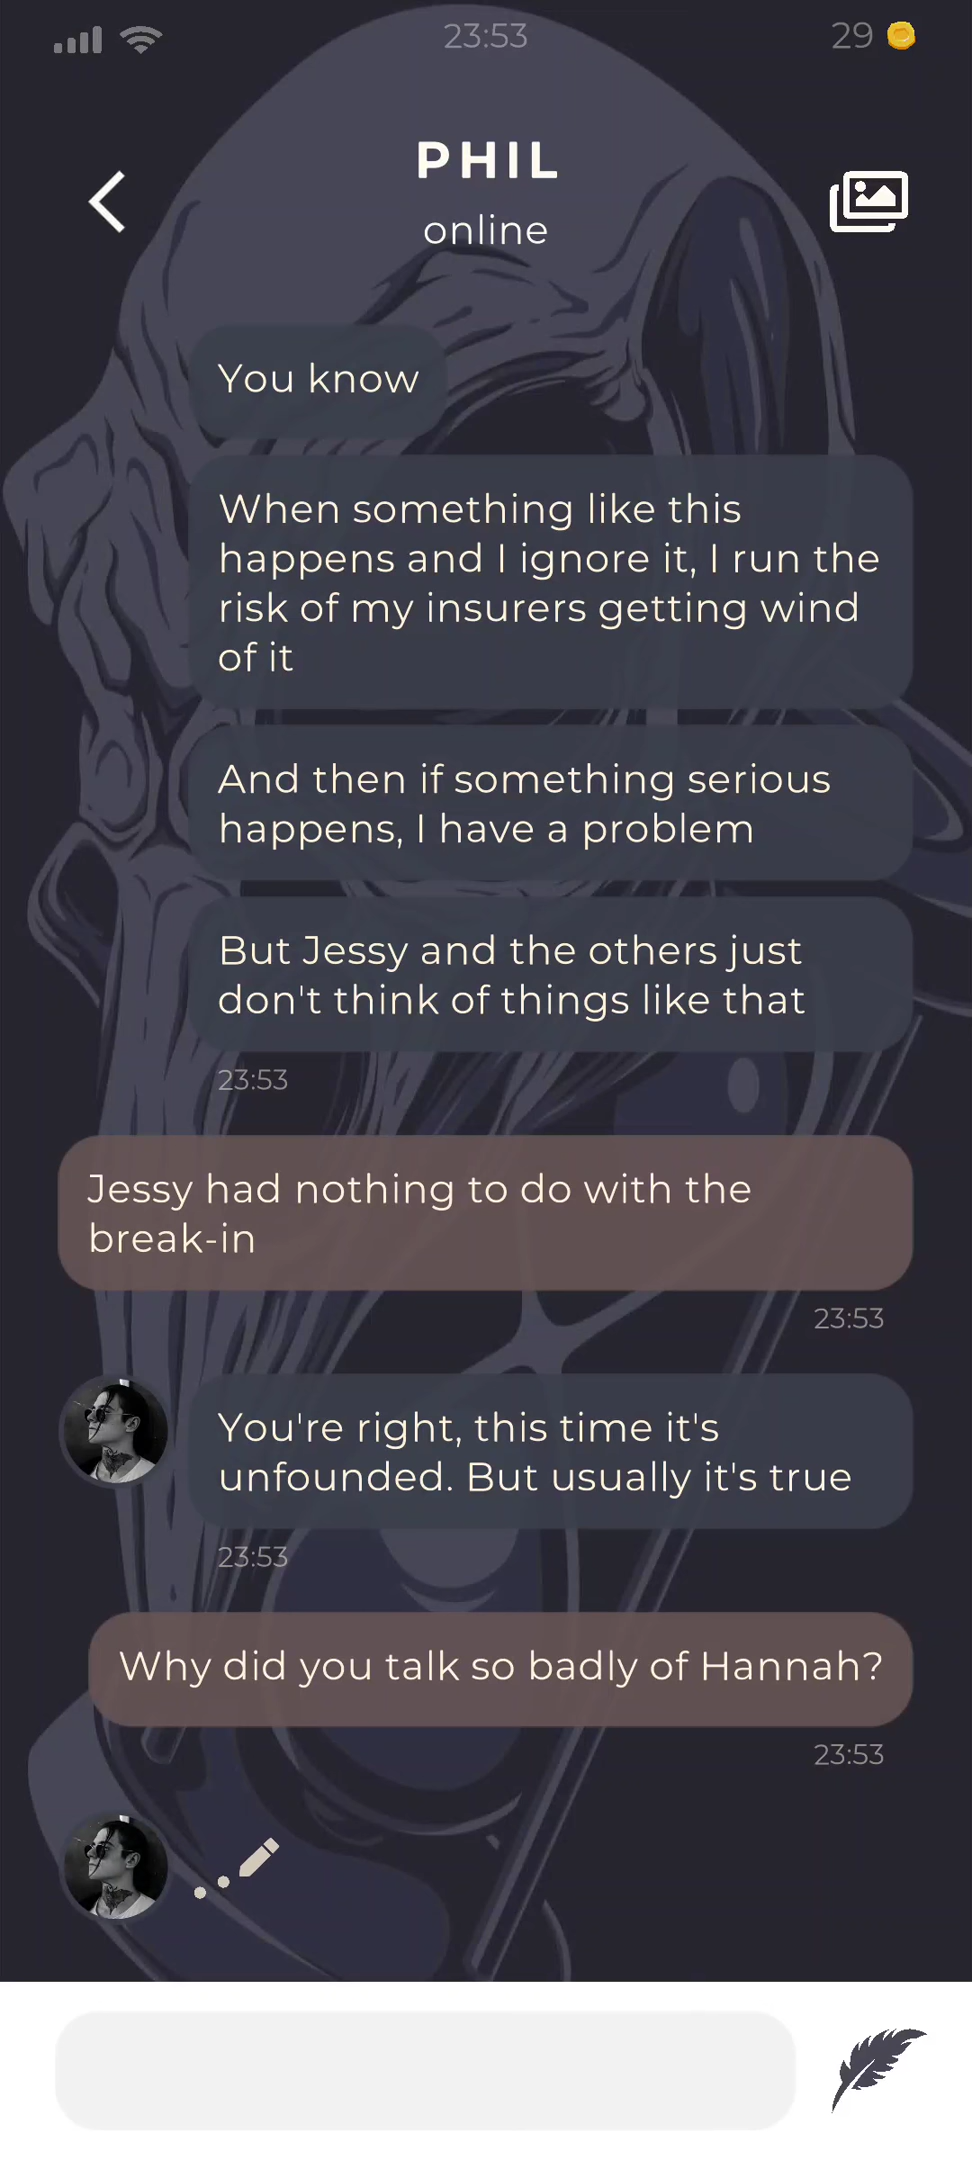 23:53
29
PHIL
online
You know
When something like this
happens and I ignore it, I run the
risk of my insurers getting wind
of it
And then if something serious
happens, I have a problem
But Jessy and the others just
don't think of things like that
23:53
Jessy had nothing to do with the
break-in
23:53
You're right, this time it's
unfounded. But usually it's true
23:53
Why did you talk so badly of Hannah?
23:53